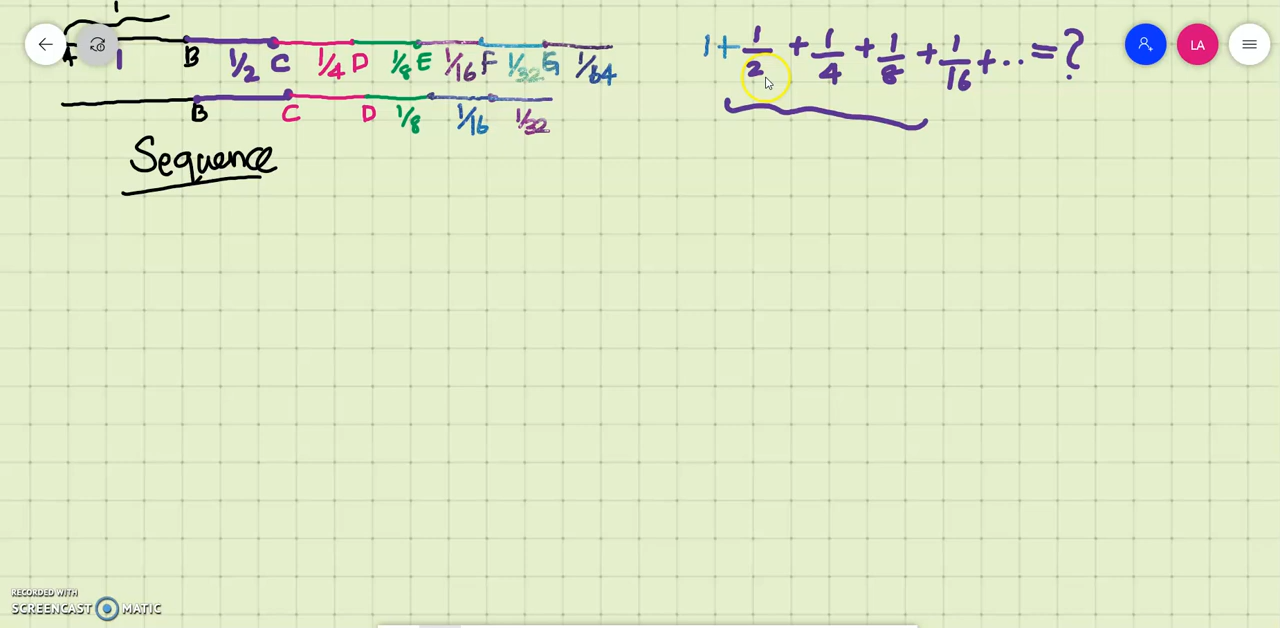 1
A 1 B 1/2 C 1/4 D 1/8 E 1/16 F 1/32 G 1/64
B C D 1/8 1/16 1/32
Sequence
1 + 1/2 + 1/4 + 1/8 + 1/16 + .. = ?
LA
RECORDED WITH
SCREENCAST MATIC